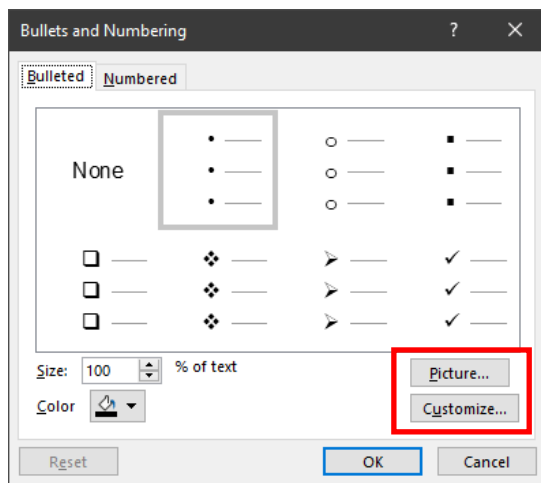 Bullets and Numbering
Bulleted Numbered
None
Size: 100 % of text
Picture...
Color
Customize...
Reset OK Cancel